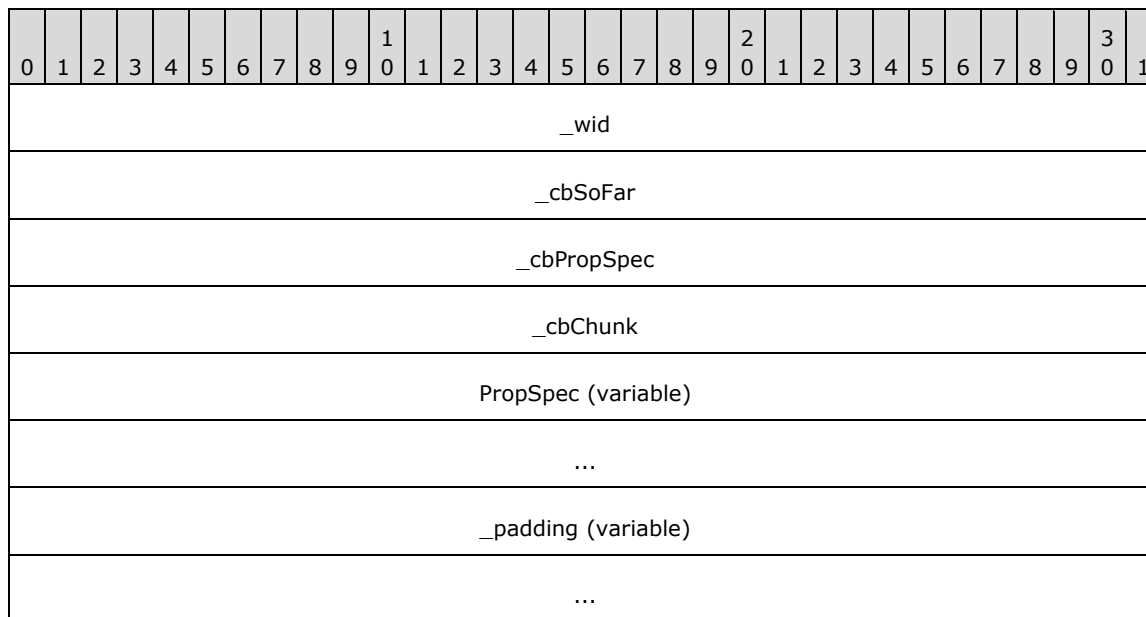 1 2 3
0 1 2 3 4 5 6 7 8 9 0 1 2 3 4 5 6 7 8 9 0 1 2 3 4 5 6 7 8 9 0 1
_wid
_cbSoFar
_cbPropSpec
_cbChunk
PropSpec (variable)
...
_padding (variable)
...